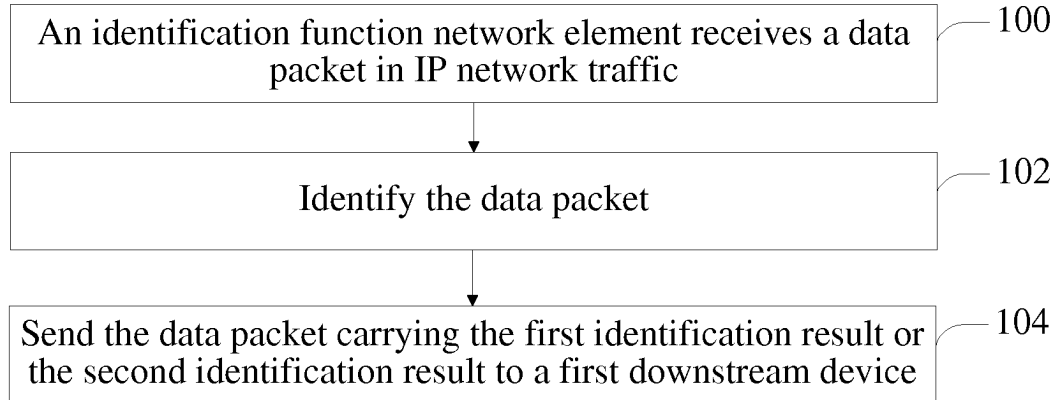 An identification function network element receives a data
packet in IP network traffic
100
Identify the data packet
102
Send the data packet carrying the first identification result or
the second identification result to a first downstream device
104